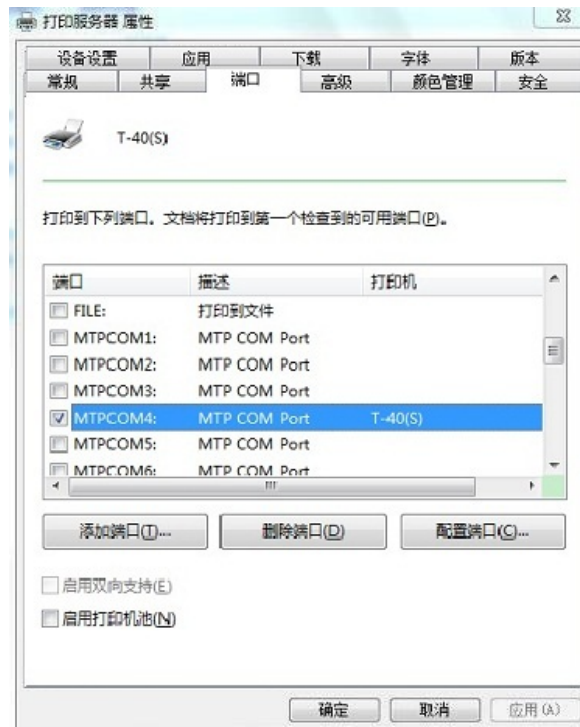 打印服务器 属性
设备设置 应用 下载 字体 版本
常规 共享 端口 高级 颜色管理 安全
T-40(S)
打印到下列端口。文档将打印到第一个检查到的可用端口(P)。
端口 描述 打印机
FILE: 打印到文件
MTPCOM1: MTP COM Port
MTPCOM2: MTP COM Port
MTPCOM3: MTP COM Port
MTPCOM4: MTP COM Port T-40(S)
MTPCOM5: MTP COM Port
MTPCOM6: MTP COM Port
添加端口(T)... 删除端口(D) 配置端口(C)...
启用双向支持(E)
启用打印机池(N)
确定 取消 应用(A)